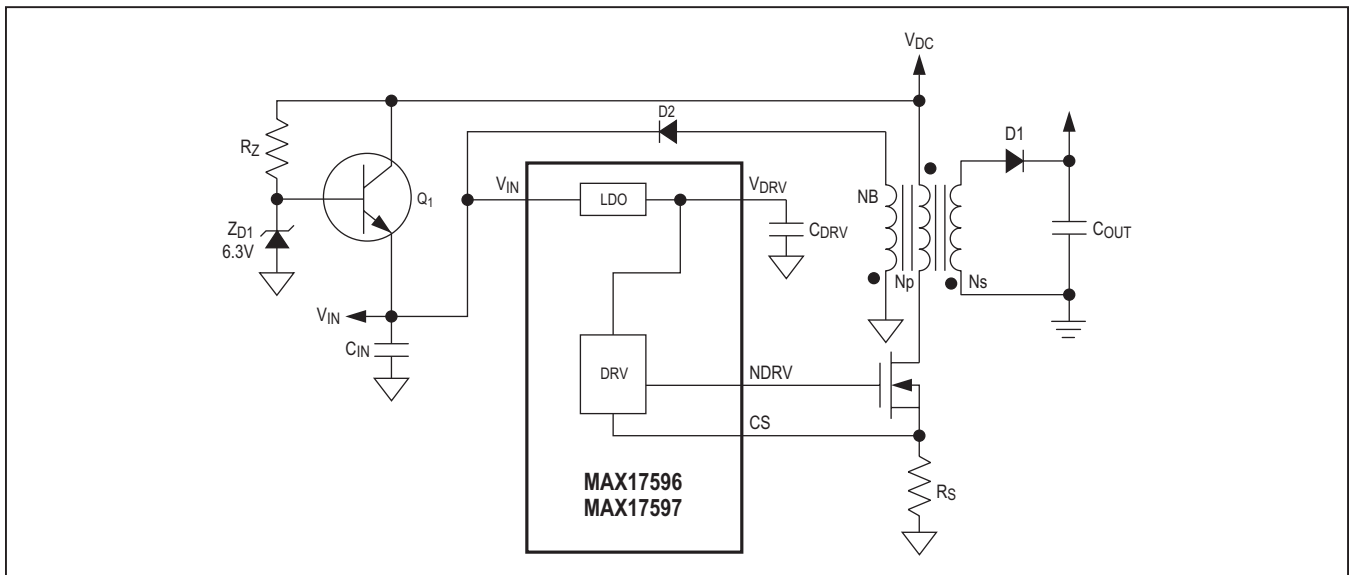 VDC
D2
D1
RZ
Q1
VIN
LDO
VDRV
NB
ZD1
6.3V
CDRV
COUT
Np
Ns
VIN
CIN
DRV
NDRV
CS
MAX17596
MAX17597
RS